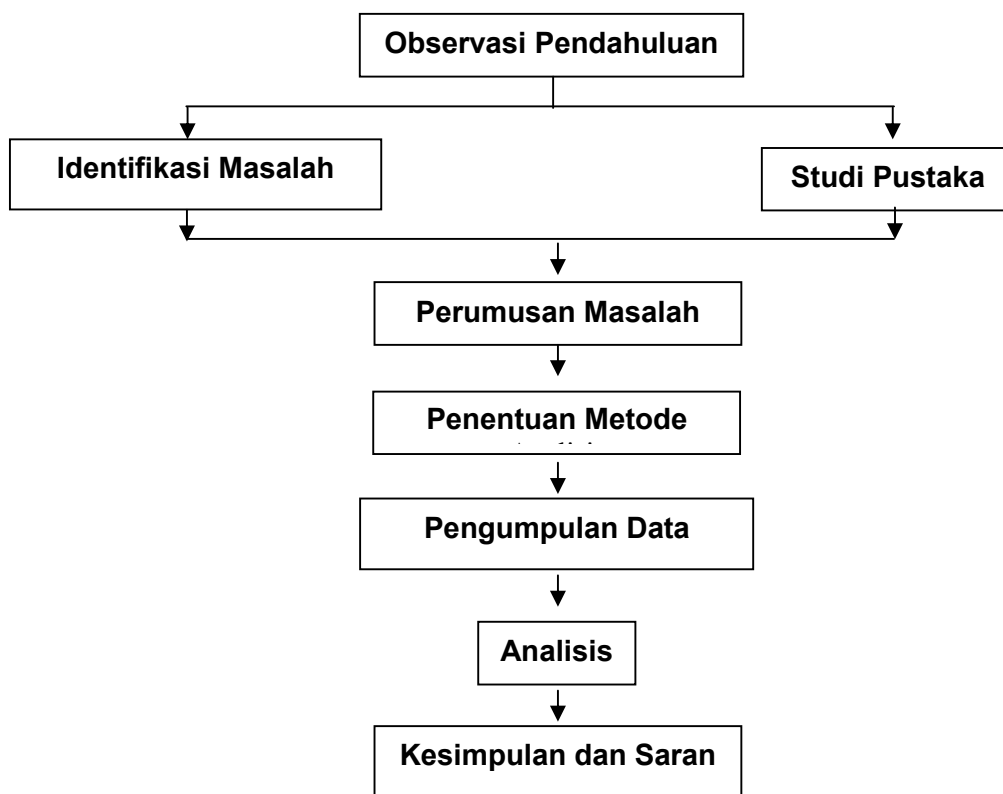 Observasi Pendahuluan
Identifikasi Masalah
Studi Pustaka
Perumusan Masalah
Penentuan Metode
Pengumpulan Data
Analisis
Kesimpulan dan Saran